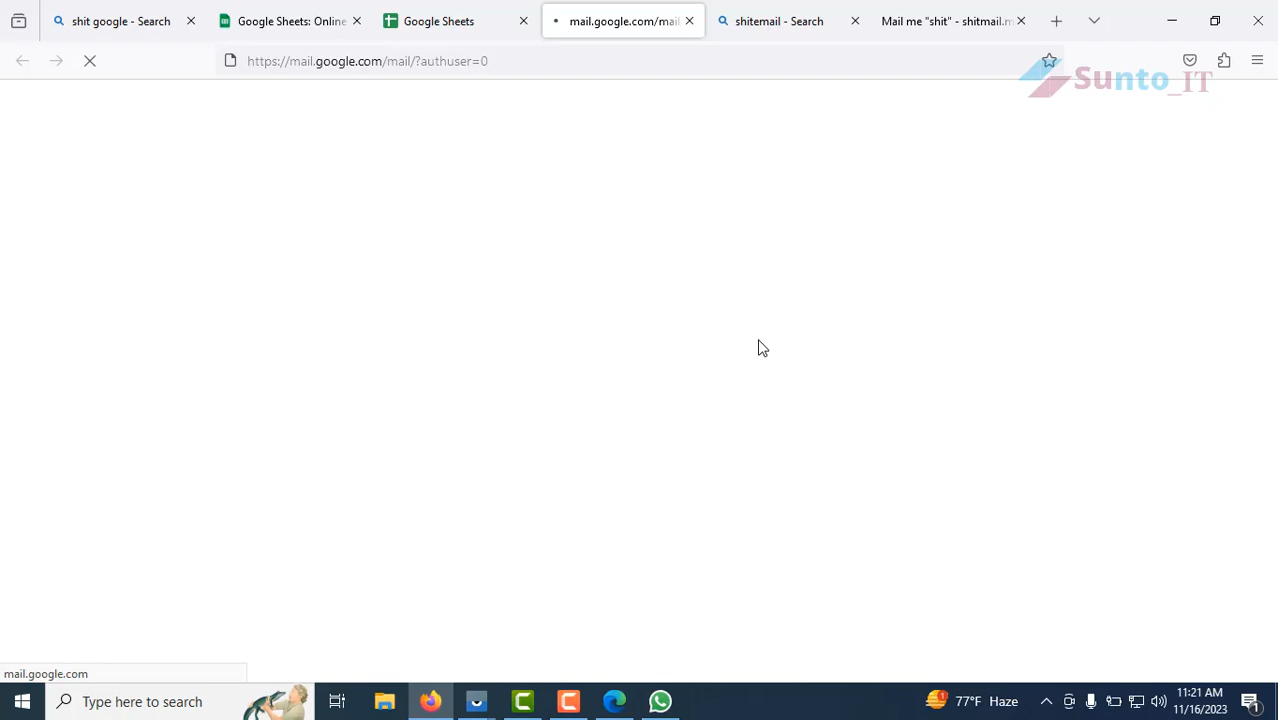 shit google - Search
Google Sheets: Online
Google Sheets
mail.google.com/mail
shitemail - Search
Mail me "shit" - shitmail.m
https://mail.google.com/mail/?authuser=0
Sunto_IT
mail.google.com
Type here to search
77°F Haze
11:21 AM
11/16/2023
1